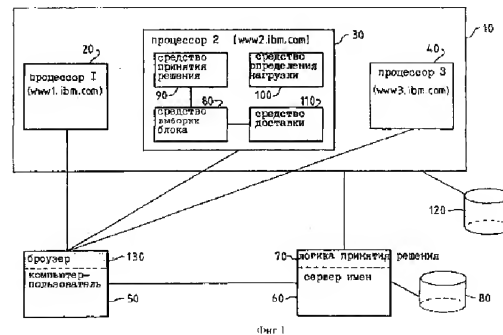 10
20
процессор 1
(www1.ibm.com)
процессор 2 (www2.ibm.com)
30
средство
принятия
решения
средство
определения
нагрузки
90
80
100
110
средство
выборки
блока
средство
доставки
40
процессор 3
(www3.ibm.com)
120
броузер
130
компьютер-
пользователь
50
70
логика принятия решения
сервер имен
60
80
Фиг.1